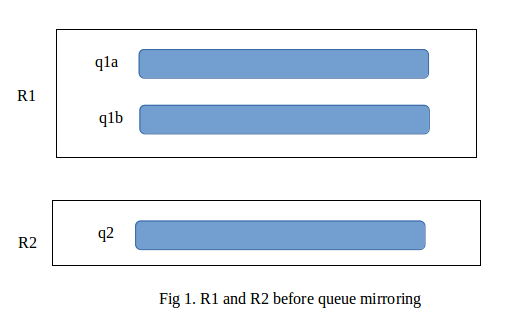 q1a
R1
q1b
q2
R2
Fig 1. R1 and R2 before queue mirroring